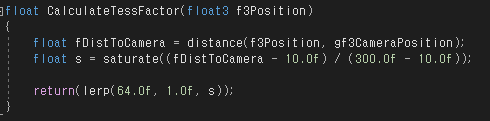 float CalculateTessFactor(float3 f3Position)
{
float fDistToCamera = distance(f3Position, gf3CameraPosition);
float s = saturate((fDistToCamera - 10.0f) / (300.0f - 10.0f));
return(lerp(64.0f, 1.0f, s));
}